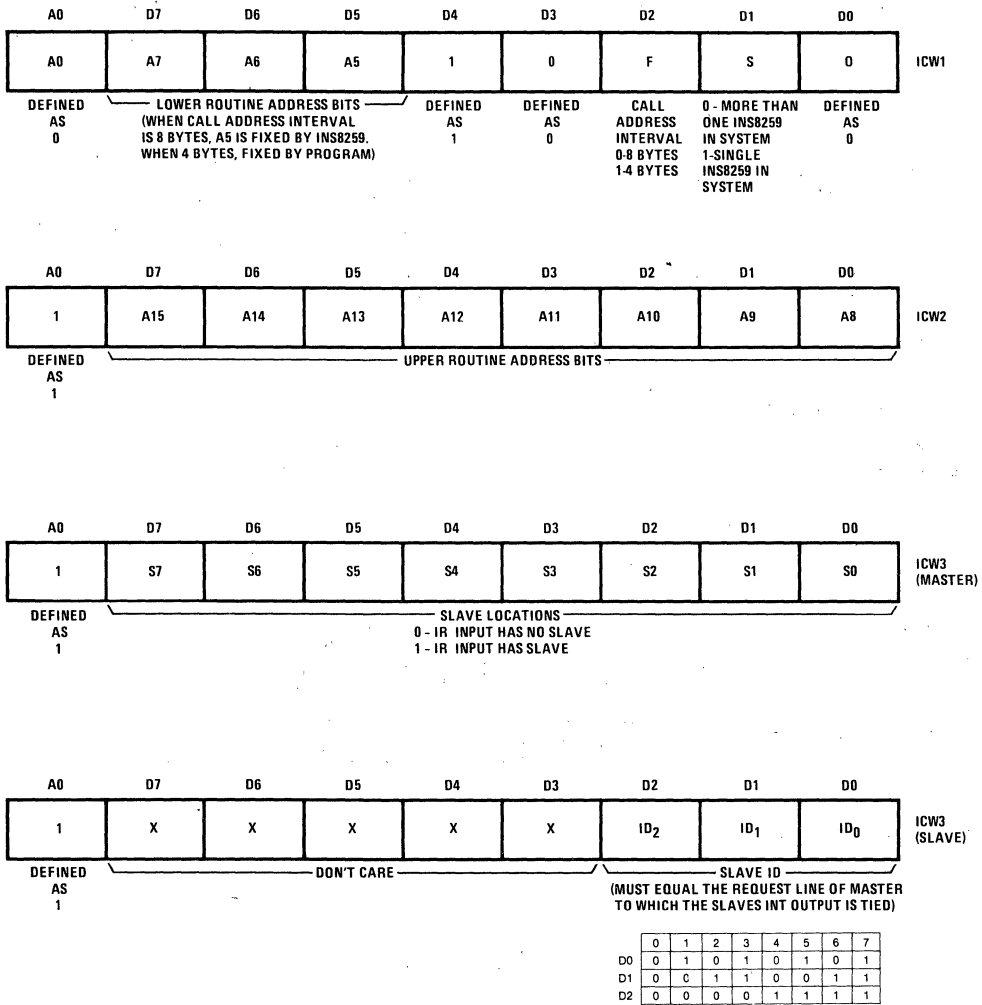 A0 D7 D6 D5 D4 D3 D2 D1 D0
A0 A7 A6 A5 1 0 F S 0 ICW1
DEFINED AS 0
LOWER ROUTINE ADDRESS BITS
(WHEN CALL ADDRESS INTERVAL
IS 8 BYTES, A5 IS FIXED BY INS8259.
WHEN 4 BYTES, FIXED BY PROGRAM)
DEFINED AS 1
DEFINED AS 0
CALL
ADDRESS
INTERVAL
0-8 BYTES
1-4 BYTES
0 - MORE THAN
ONE INS8259
IN SYSTEM
1-SINGLE
INS8259 IN
SYSTEM
DEFINED AS 0
A0 D7 D6 D5 D4 D3 D2 D1 D0
1 A15 A14 A13 A12 A11 A10 A9 A8 ICW2
DEFINED AS 1
UPPER ROUTINE ADDRESS BITS
A0 D7 D6 D5 D4 D3 D2 D1 D0
1 S7 S6 S5 S4 S3 S2 S1 S0 ICW3 (MASTER)
DEFINED AS 1
SLAVE LOCATIONS
0 - IR INPUT HAS NO SLAVE
1 - IR INPUT HAS SLAVE
A0 D7 D6 D5 D4 D3 D2 D1 D0
1 X X X X X ID2 ID1 ID0 ICW3 (SLAVE)
DEFINED AS 1
DON'T CARE
SLAVE ID
(MUST EQUAL THE REQUEST LINE OF MASTER
TO WHICH THE SLAVES INT OUTPUT IS TIED)
0 1 2 3 4 5 6 7
D0 0 1 0 1 0 1 0 1
D1 0 0 1 1 0 0 1 1
D2 0 0 0 0 1 1 1 1